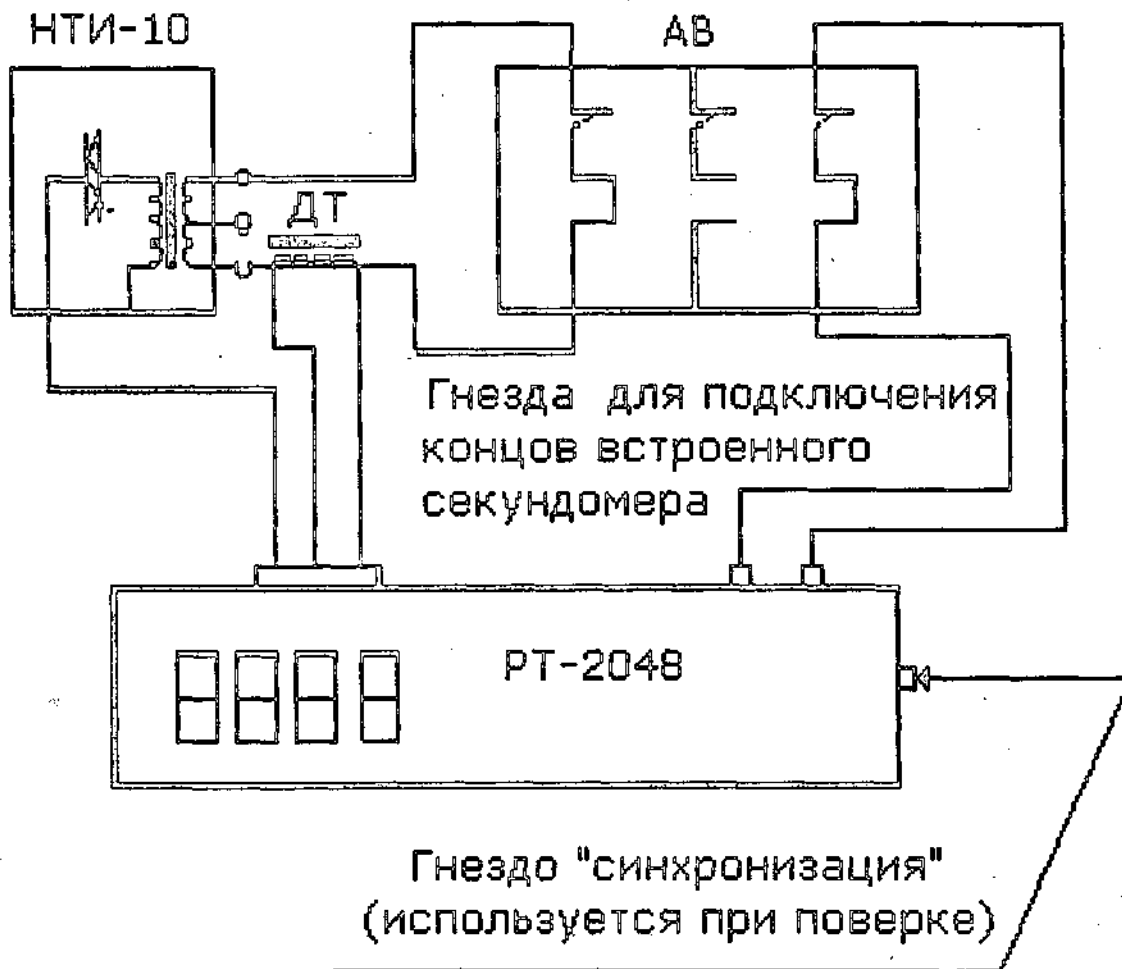 НТИ-10
АВ
ДТ
Гнезда для подключения
концов встроенного
секундомера
РТ-2048
Гнездо "синхронизация"
(используется при поверке)